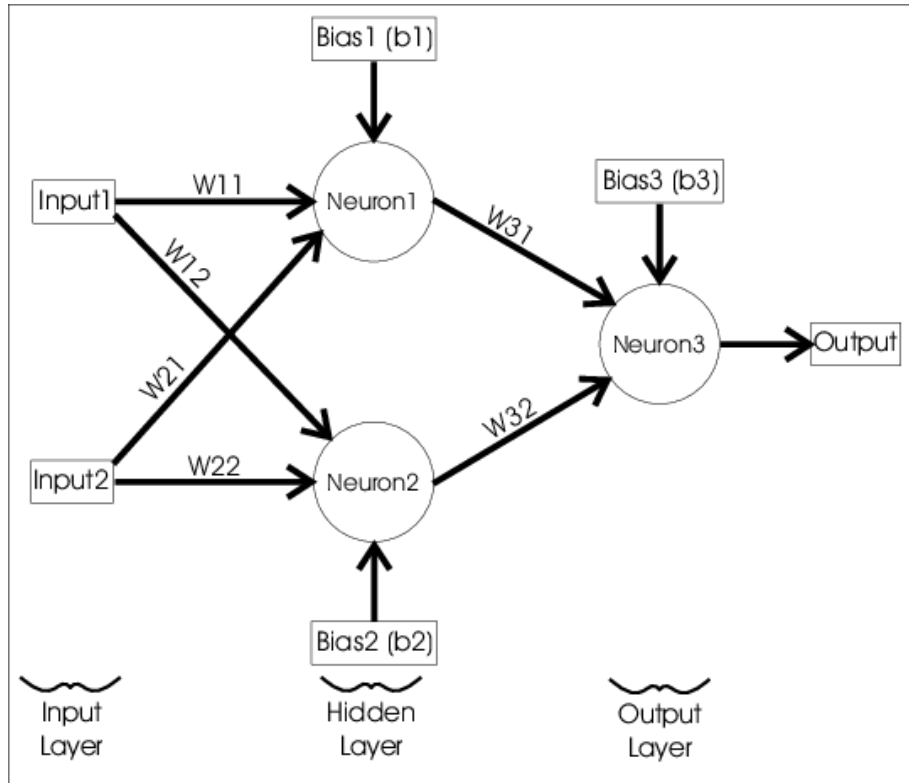 Bias1 (b1)
Input1
W11
Neuron1
Bias3 (b3)
W12
W31
W21
Neuron3
Output
W32
Input2
W22
Neuron2
Bias2 (b2)
Input
Layer
Hidden
Layer
Output
Layer